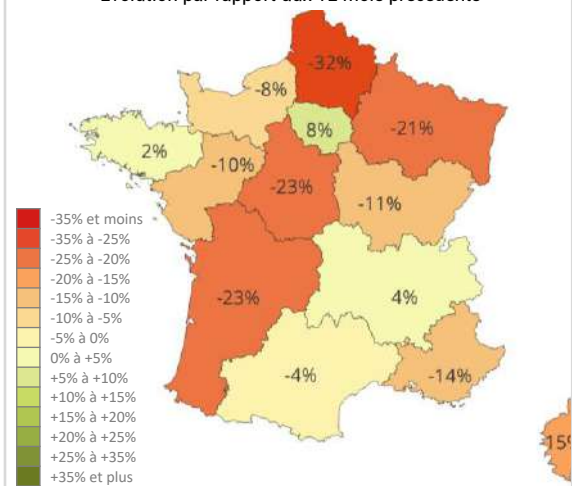 -32%
-8%
8%
-21%
2%
-10%
-23%
-11%
-23%
4%
-4%
-14%
15%
-35% et moins
-35% à -25%
-25% à -20%
-20% à -15%
-15% à -10%
-10% à -5%
-5% à 0%
0% à +5%
+5% à +10%
+10% à +15%
+15% à +20%
+20% à +25%
+25% à +35%
+35% et plus